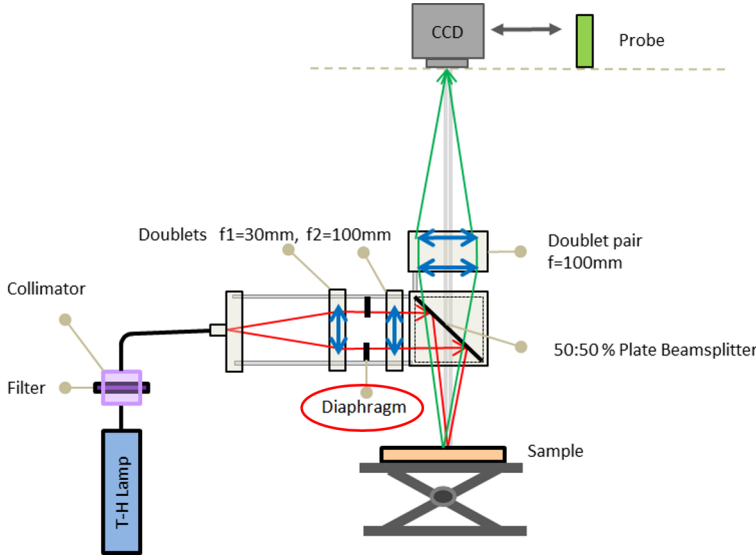 CCD
Probe
Doublets f1=30mm, f2=100mm
Doublet pair
f=100mm
Collimator
50:50 % Plate Beamsplitter
Filter
Diaphragm
Sample
T-H Lamp